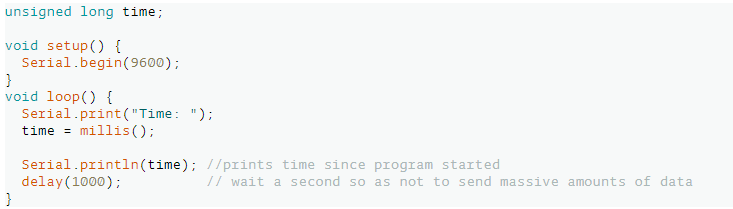 unsigned long time;

void setup() {
  Serial.begin(9600);
}
void loop() {
  Serial.print("Time: ");
  time = millis();

  Serial.println(time); //prints time since program started
  delay(1000);          // wait a second so as not to send massive amounts of data
}